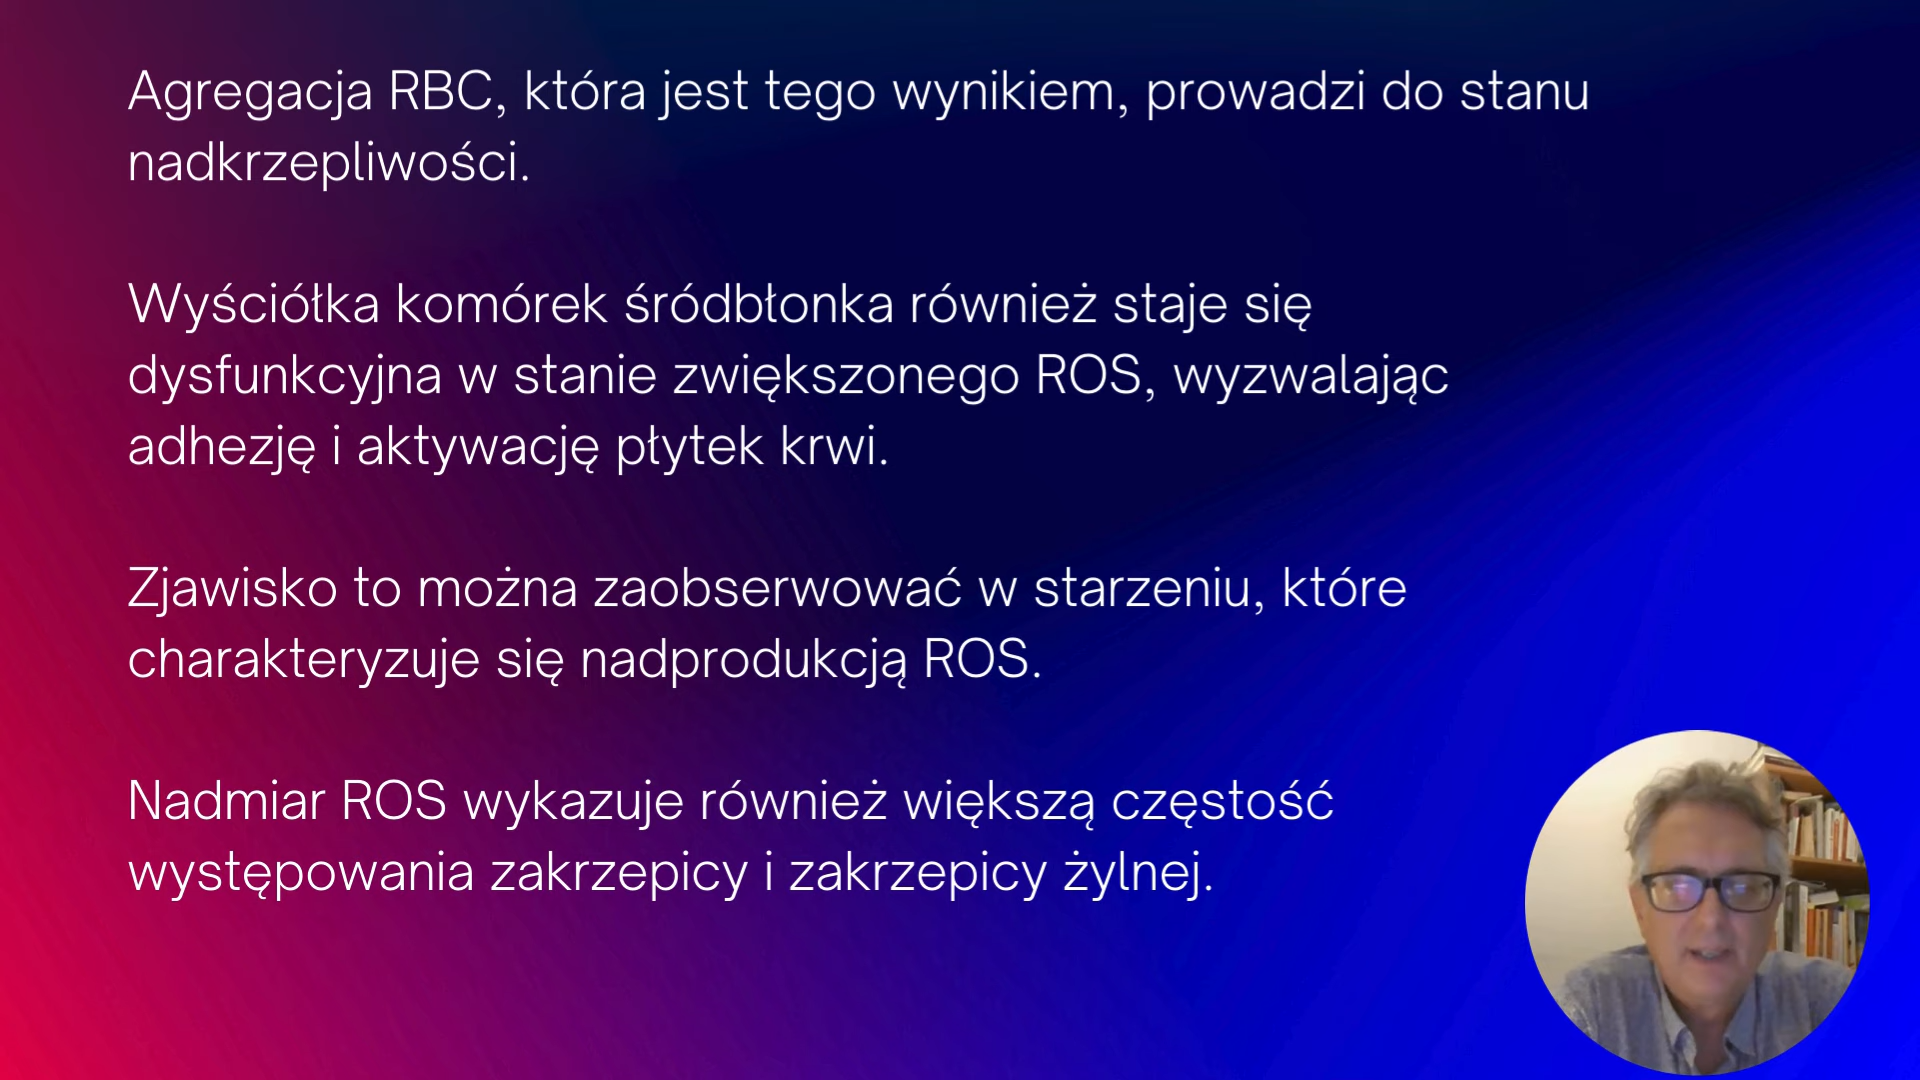 Agregacja RBC, która jest tego wynikiem, prowadzi do stanu
nadkrzepliwości.
Wyściółka komórek śródbłonka również staje się
dysfunkcyjna w stanie zwiększonego ROS, wyzwalając
adhezję i aktywację płytek krwi.
Zjawisko to można zaobserwować w starzeniu, które
charakteryzuje się nadprodukcją ROS.
Nadmiar ROS wykazuje również większą częstość
występowania zakrzepicy i zakrzepicy żylnej.